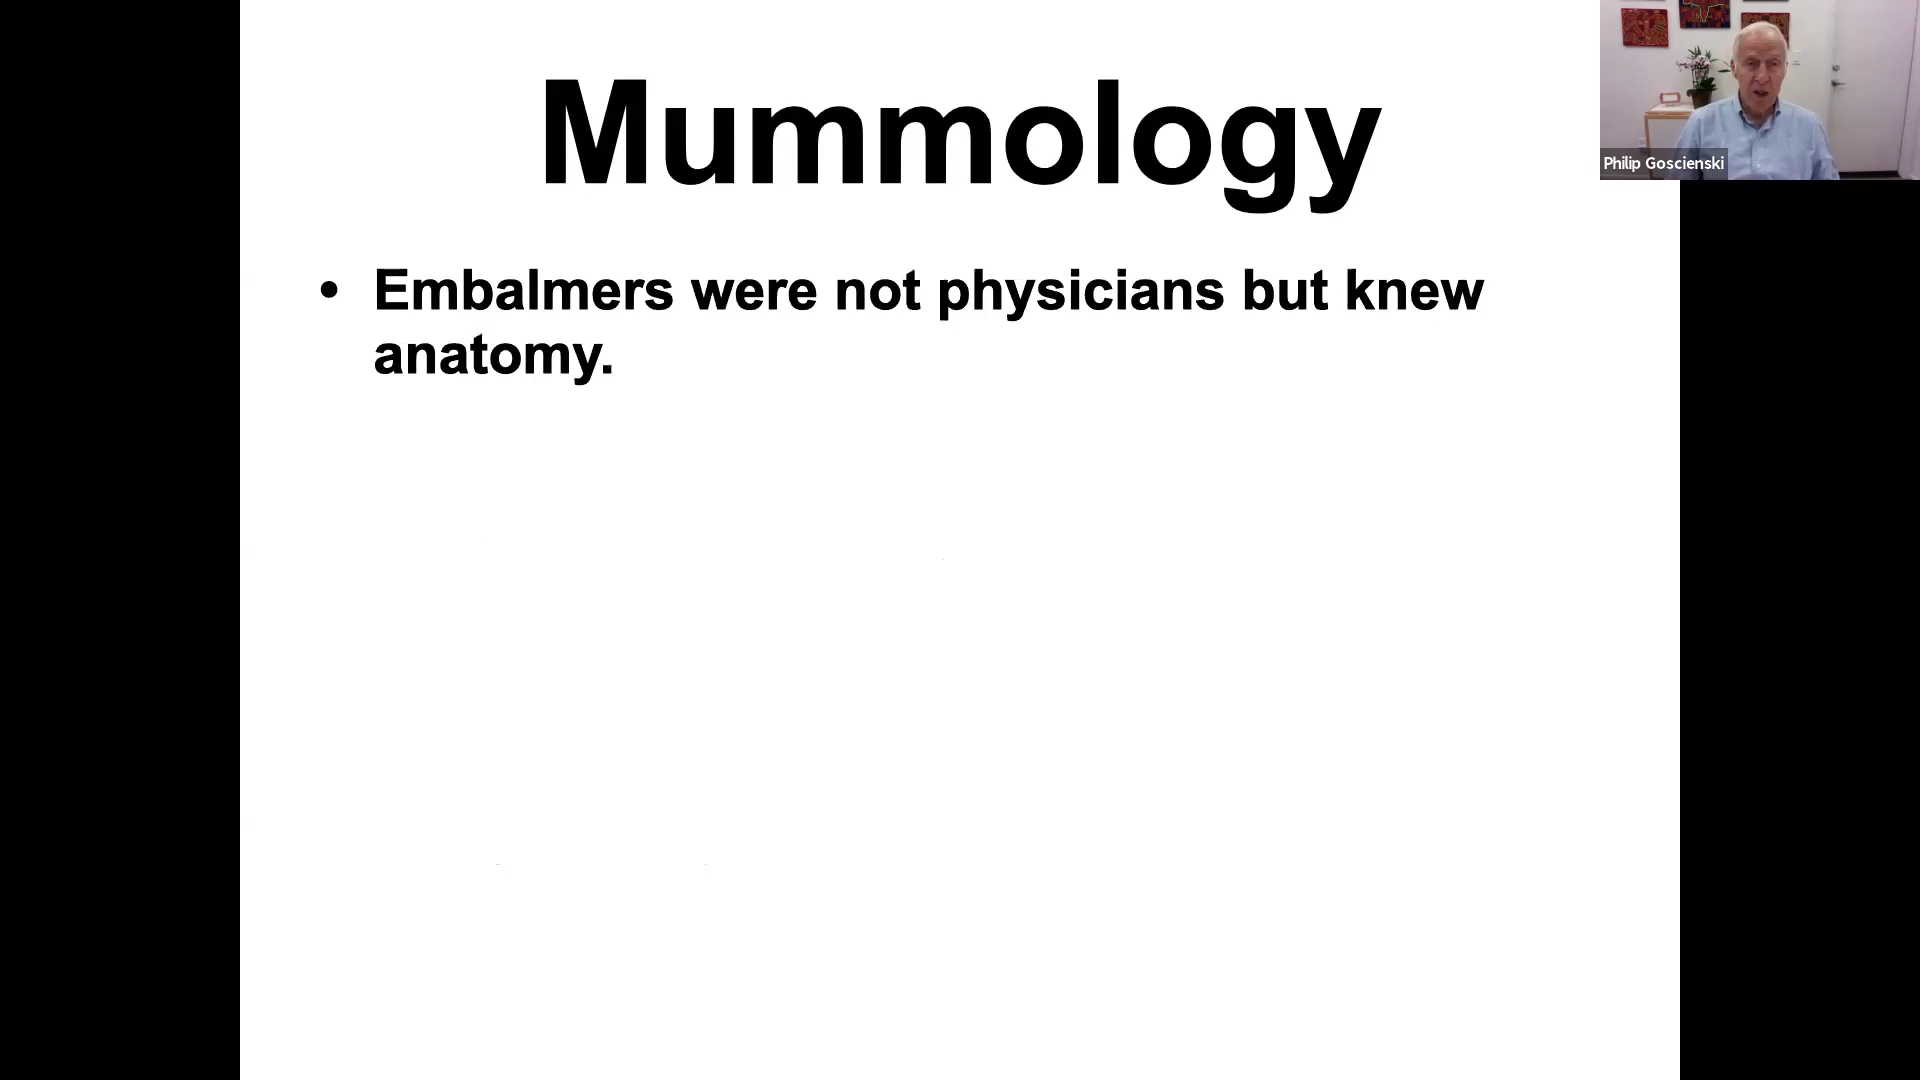 Mummology
Philip Goscienski
• Embalmers were not physicians but knew
anatomy.